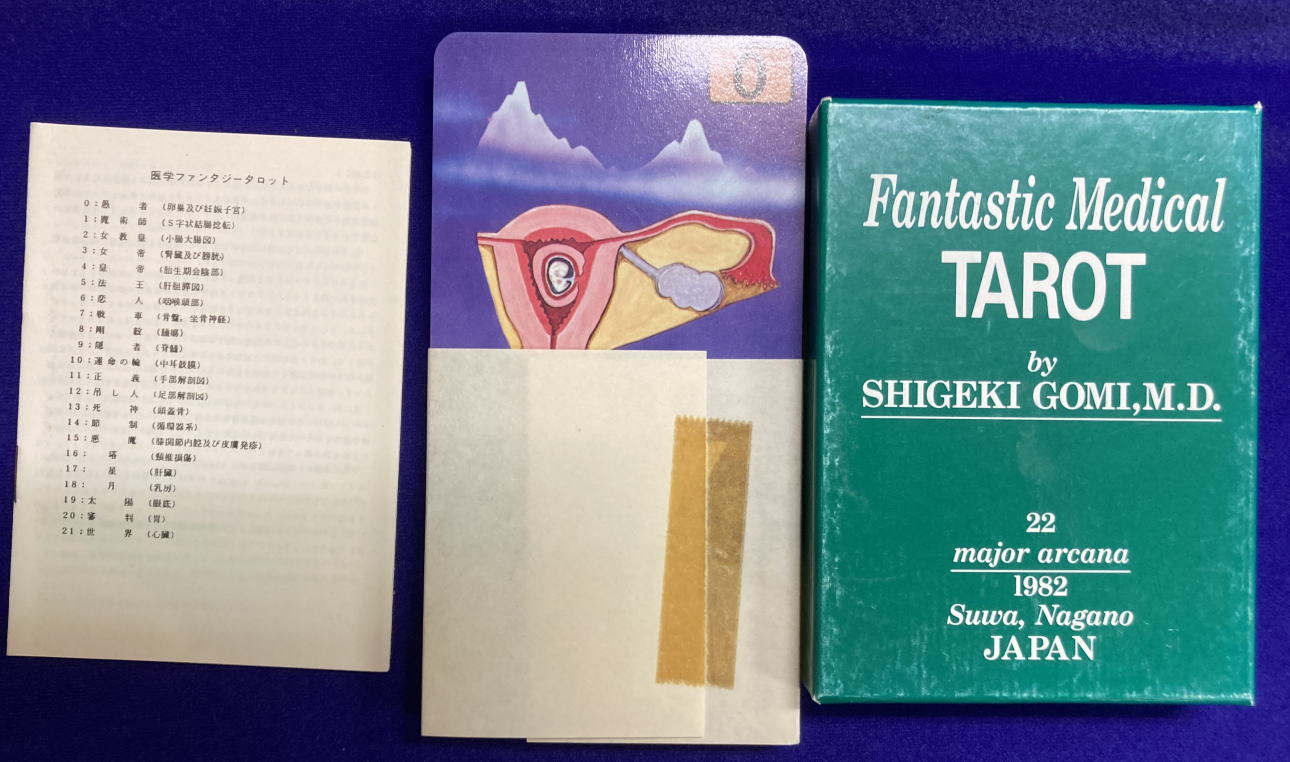 医学ファンタジータロット
0:愚 者 (卵巣及び妊娠子宮)
1:魔 術 師 (S字状結腸捻転)
2:女 教 皇 (小腸大腸図)
3:女 帝 (腎臓及び膀胱)
4:皇 帝 (胎生期会陰部)
5:法 王 (肝胆膵図)
6:恋 人 (咽喉頭部)
7:戦 車 (骨盤,坐骨神経)
8:剛 毅 (腫瘍)
9:隠 者 (脊髄)
10:運命の輪 (中耳鼓膜)
11:正 義 (手部解剖図)
12:吊 し 人 (足部解剖図)
13:死 神 (頭蓋骨)
14:節 制 (循環器系)
15:悪 魔 (膝関節内腔及び皮膚発疹)
16: 塔 (頸椎損傷)
17: 星 (肝臓)
18: 月 (乳房)
19:太 陽 (眼底)
20:審 判 (胃)
21:世 界 (心臓)
0
Fantastic Medical
TAROT
by
SHIGEKI GOMI,M.D.
22
major arcana
1982
Suwa, Nagano
JAPAN